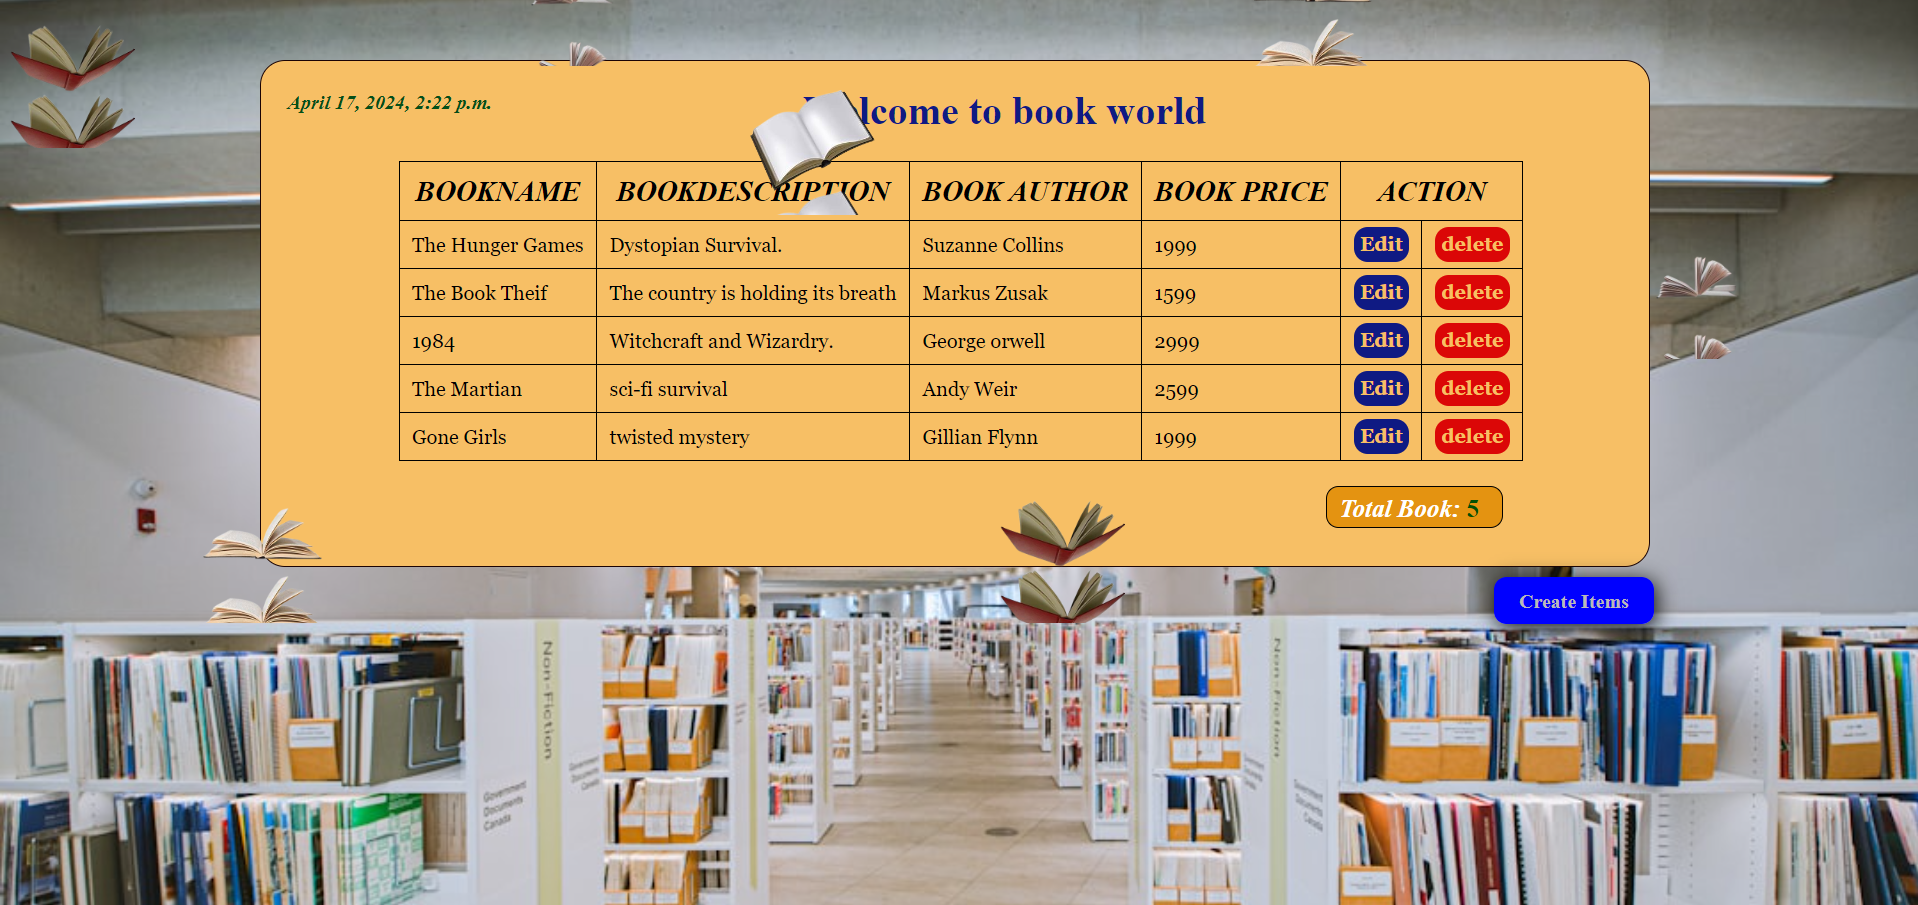 April 17, 2024, 2:22 p.m.
lcome to book world
BOOKNAME BOOKDESCRIPTION BOOK AUTHOR BOOK PRICE ACTION
The Hunger Games Dystopian Survival. Suzanne Collins 1999 Edit delete
The Book Theif The country is holding its breath Markus Zusak 1599 Edit delete
1984 Witchcraft and Wizardry. George orwell 2999 Edit delete
The Martian sci-fi survival Andy Weir 2599 Edit delete
Gone Girls twisted mystery Gillian Flynn 1999 Edit delete
Total Book: 5
Create Items
Non-Fiction
Non-Fiction
Government
Documents
Canada